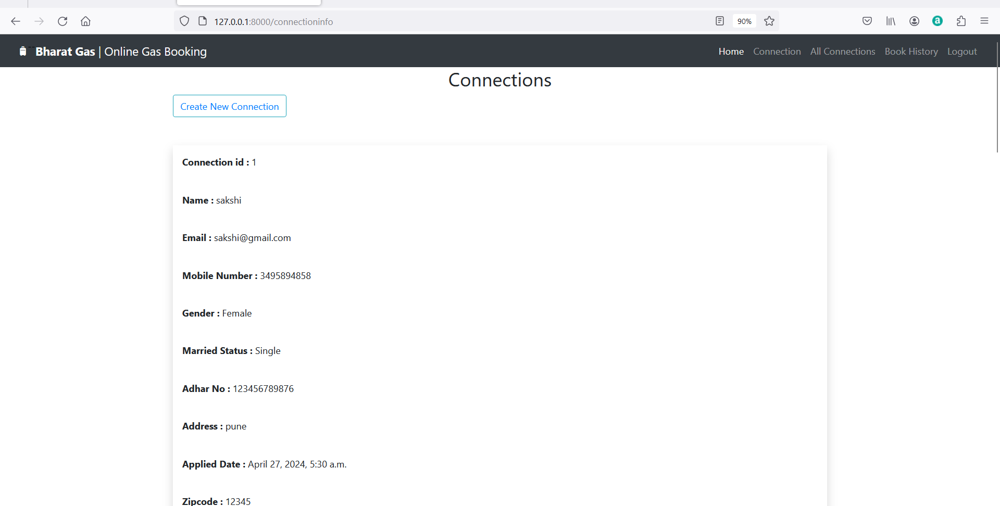 127.0.0.1:8000/connectioninfo
90%
a
Bharat Gas | Online Gas Booking
Home Connection All Connections Book History Logout
Connections
Create New Connection
Connection id : 1
Name : sakshi
Email : sakshi@gmail.com
Mobile Number : 3495894858
Gender : Female
Married Status : Single
Adhar No : 123456789876
Address : pune
Applied Date : April 27, 2024, 5:30 a.m.
Zipcode : 12345